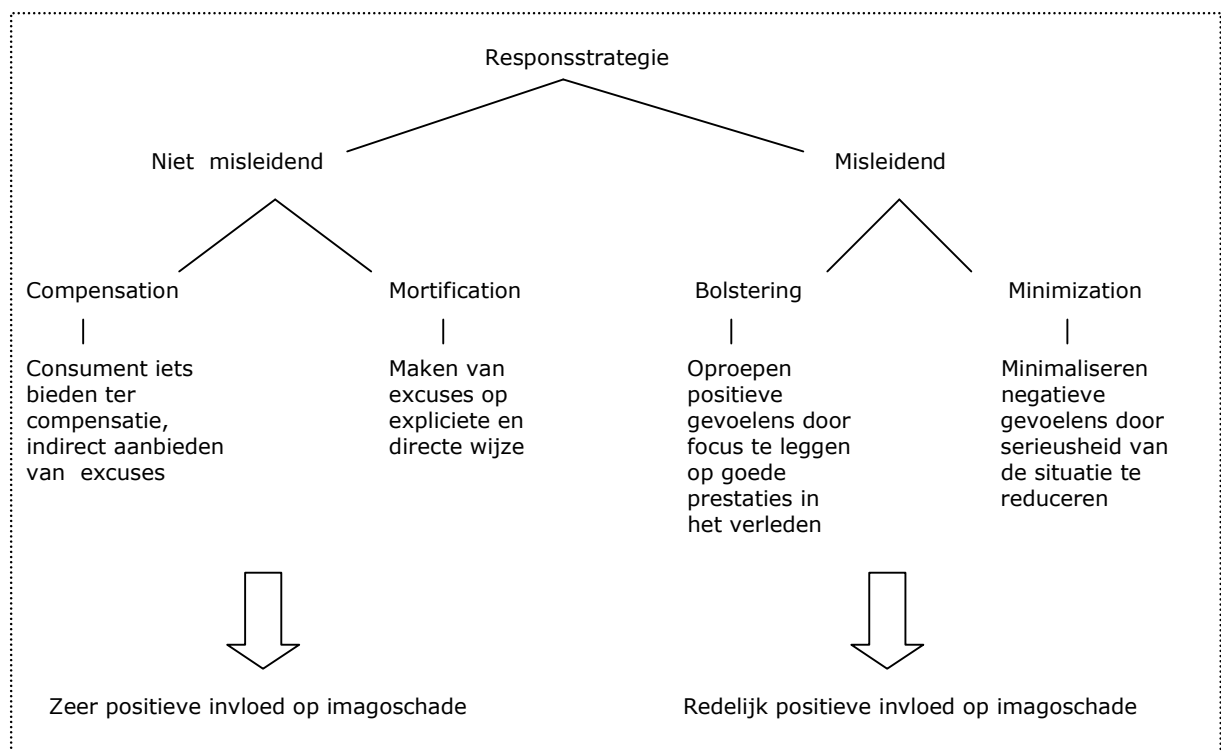 Responsstrategie
Niet misleidend
Misleidend
Compensation
Mortification
Bolstering
Minimization
Consument iets
bieden ter
compensatie,
indirect aanbieden
van excuses
Maken van
excuses op
expliciete en
directe wijze
Oproepen
positieve
gevoelens door
focus te leggen
op goede
prestaties in
het verleden
Minimaliseren
negatieve
gevoelens door
serieusheid van
de situatie te
reduceren
Zeer positieve invloed op imagoschade
Redelijk positieve invloed op imagoschade